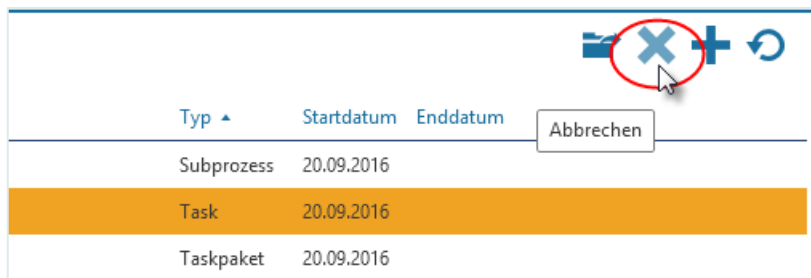 Typ Startdatum Enddatum
Abbrechen
Subprozess 20.09.2016
Task 20.09.2016
Taskpaket 20.09.2016